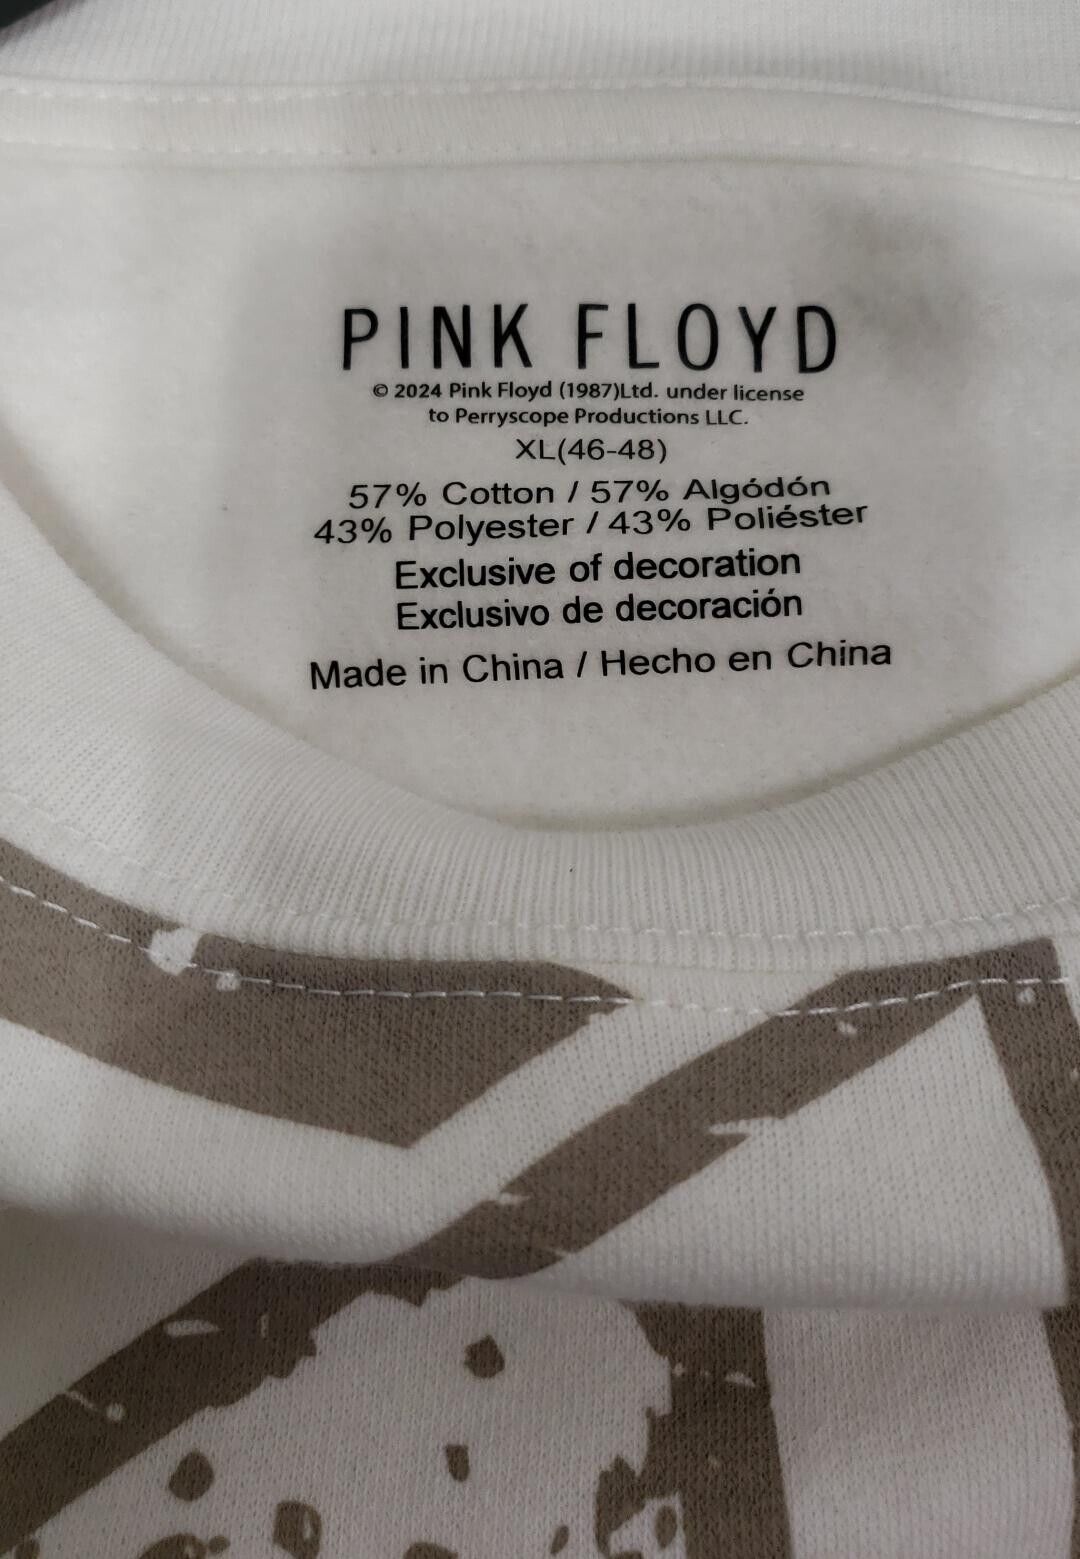 PINK FLOYD
© 2024 Pink Floyd (1987)Ltd. under license
to Perryscope Productions LLC.
XL(46-48)
57% Cotton / 57% Algódón
43% Polyester / 43% Poliéster
Exclusive of decoration
Exclusivo de decoración
Made in China / Hecho en China